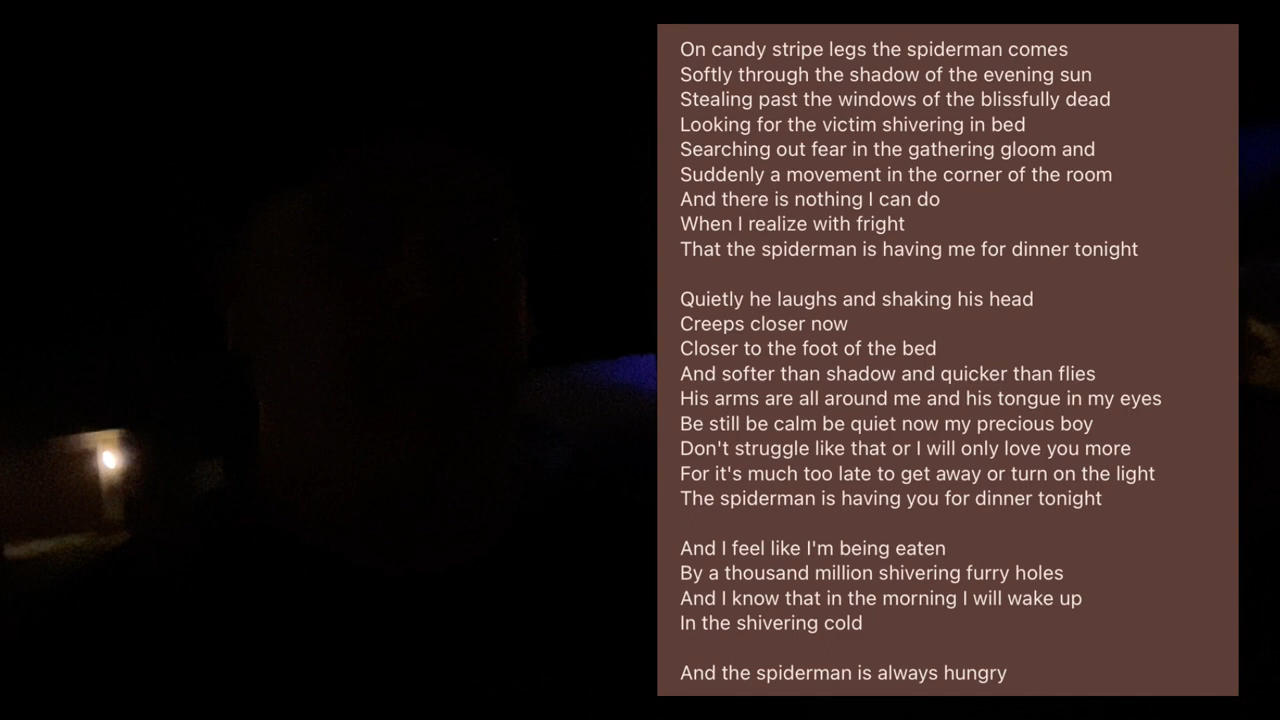 On candy stripe legs the spiderman comes
Softly through the shadow of the evening sun
Stealing past the windows of the blissfully dead
Looking for the victim shivering in bed
Searching out fear in the gathering gloom and
Suddenly a movement in the corner of the room
And there is nothing I can do
When I realize with fright
That the spiderman is having me for dinner tonight

Quietly he laughs and shaking his head
Creeps closer now
Closer to the foot of the bed
And softer than shadow and quicker than flies
His arms are all around me and his tongue in my eyes
Be still be calm be quiet now my precious boy
Don't struggle like that or I will only love you more
For it's much too late to get away or turn on the light
The spiderman is having you for dinner tonight

And I feel like I'm being eaten
By a thousand million shivering furry holes
And I know that in the morning I will wake up
In the shivering cold

And the spiderman is always hungry